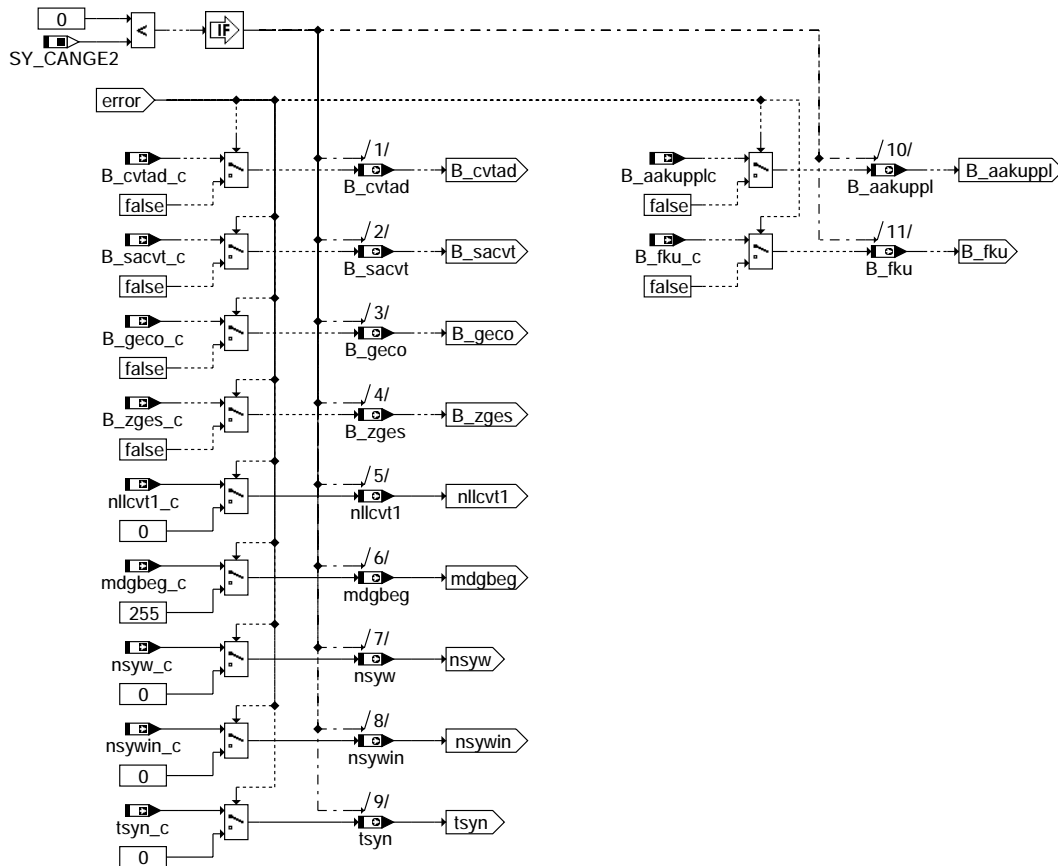 0
<
IF
SY_CANGE2
error
B_cvtad_c
false
/1/
B_cvtad
B_cvtad
B_aakupplc
false
/10/
B_aakuppl
B_aakuppl
B_sacvt_c
false
/2/
B_sacvt
B_sacvt
B_fku_c
false
/11/
B_fku
B_fku
B_geco_c
false
/3/
B_geco
B_geco
B_zges_c
false
/4/
B_zges
B_zges
nllcvt1_c
0
/5/
nllcvt1
nllcvt1
mdgbeg_c
255
/6/
mdgbeg
mdgbeg
nsyw_c
0
/7/
nsyw
nsyw
nsywin_c
0
/8/
nsywin
nsywin
tsyn_c
0
/9/
tsyn
tsyn